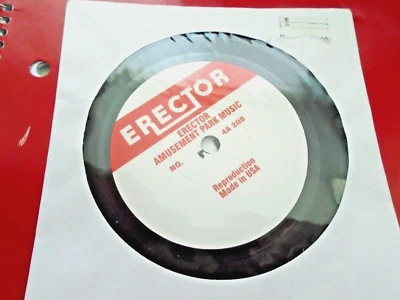 ERECTOR
ERECTOR
AMUSEMENT PARK MUSIC
NO. 4A 208
Reproduction
Made in USA